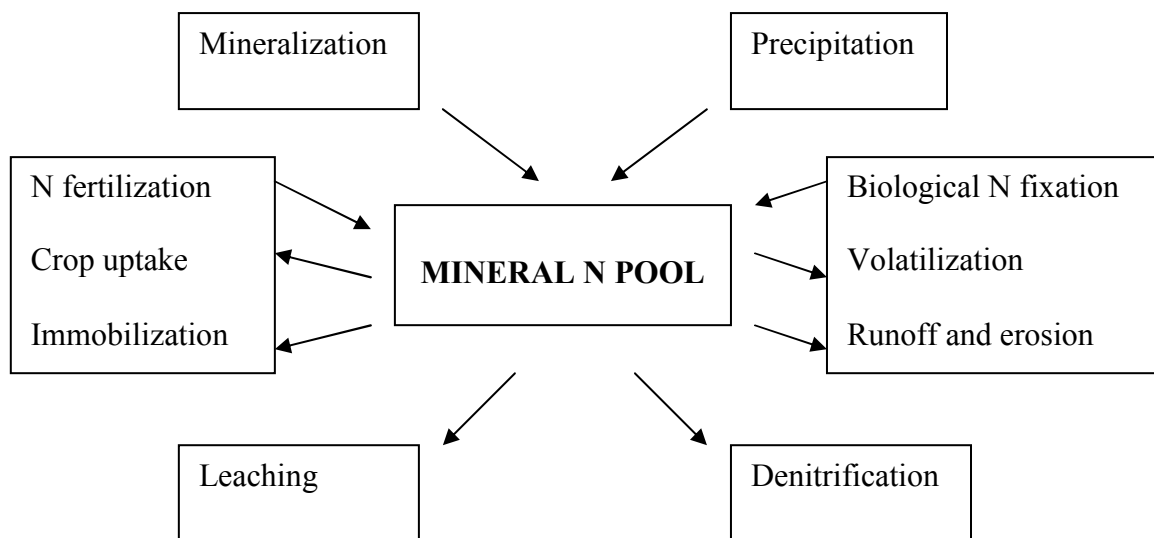 Mineralization
Precipitation
N fertilization
Crop uptake
Immobilization
MINERAL N POOL
Biological N fixation
Volatilization
Runoff and erosion
Leaching
Denitrification